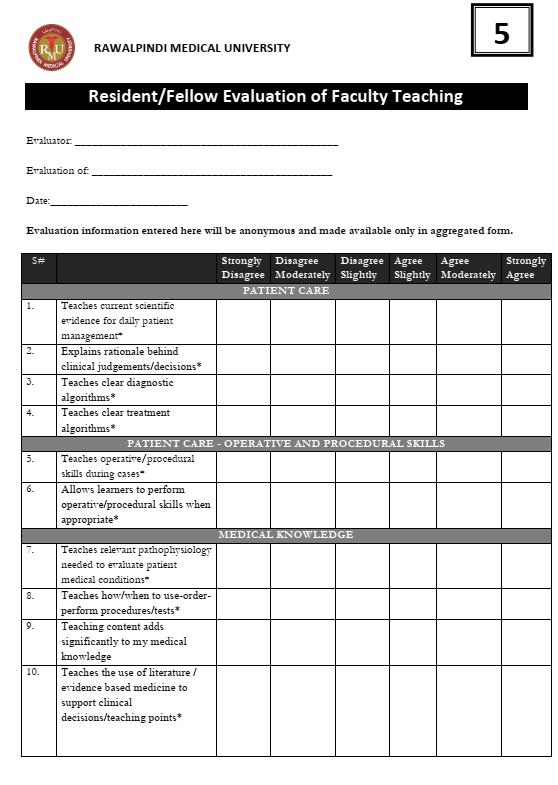 5
RTMU
RAWALPINDI MEDICAL UNIVERSITY
RAWALPINDI MEDICAL UNIVERSITY
Resident/Fellow Evaluation of Faculty Teaching
Evaluator: ______________________________________________
Evaluation of: __________________________________________
Date:________________________
Evaluation information entered here will be anonymous and made available only in aggregated form.
S# Strongly Disagree Disagree Moderately Disagree Slightly Agree Slightly Agree Moderately Strongly Agree
PATIENT CARE
1. Teaches current scientific
evidence for daily patient
management*
2. Explains rationale behind
clinical judgements/decisions*
3. Teaches clear diagnostic
algorithms*
4. Teaches clear treatment
algorithms*
PATIENT CARE - OPERATIVE AND PROCEDURAL SKILLS
5. Teaches operative/procedural
skills during cases*
6. Allows learners to perform
operative/procedural skills when
appropriate*
MEDICAL KNOWLEDGE
7. Teaches relevant pathophysiology
needed to evaluate patient
medical conditions*
8. Teaches how/when to use-order-
perform procedures/tests*
9. Teaching content adds
significantly to my medical
knowledge
10. Teaches the use of literature /
evidence based medicine to
support clinical
decisions/teaching points*